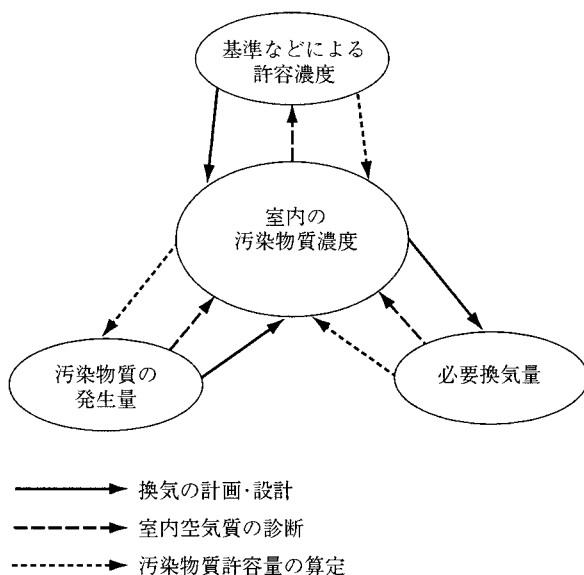 基準などによる
許容濃度
室内の
汚染物質濃度
汚染物質の
発生量
必要換気量
換気の計画・設計
室内空気質の診断
汚染物質許容量の算定